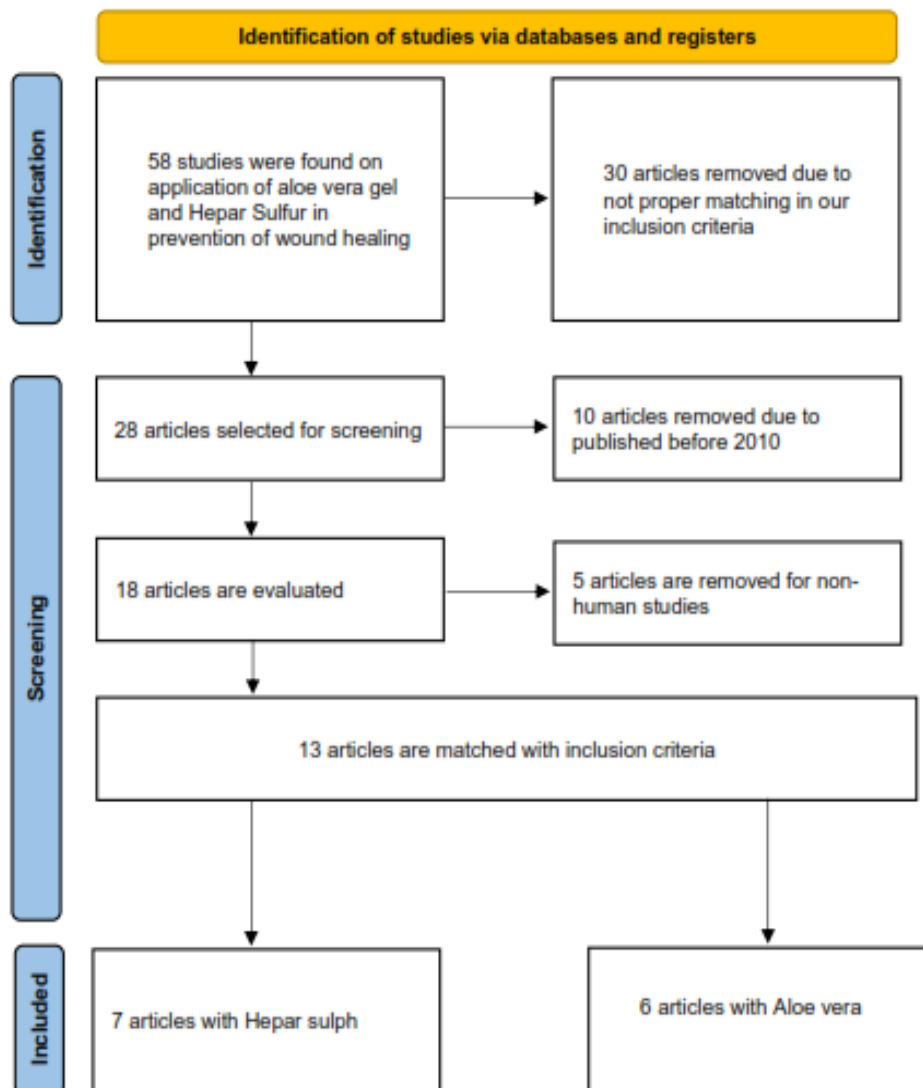 Identification of studies via databases and registers
Identification
58 studies were found on
application of aloe vera gel
and Hepar Sulfur in
prevention of wound healing
30 articles removed due to
not proper matching in our
inclusion criteria
Screening
28 articles selected for screening
10 articles removed due to
published before 2010
18 articles are evaluated
5 articles are removed for non-
human studies
13 articles are matched with inclusion criteria
Included
7 articles with Hepar sulph
6 articles with Aloe vera